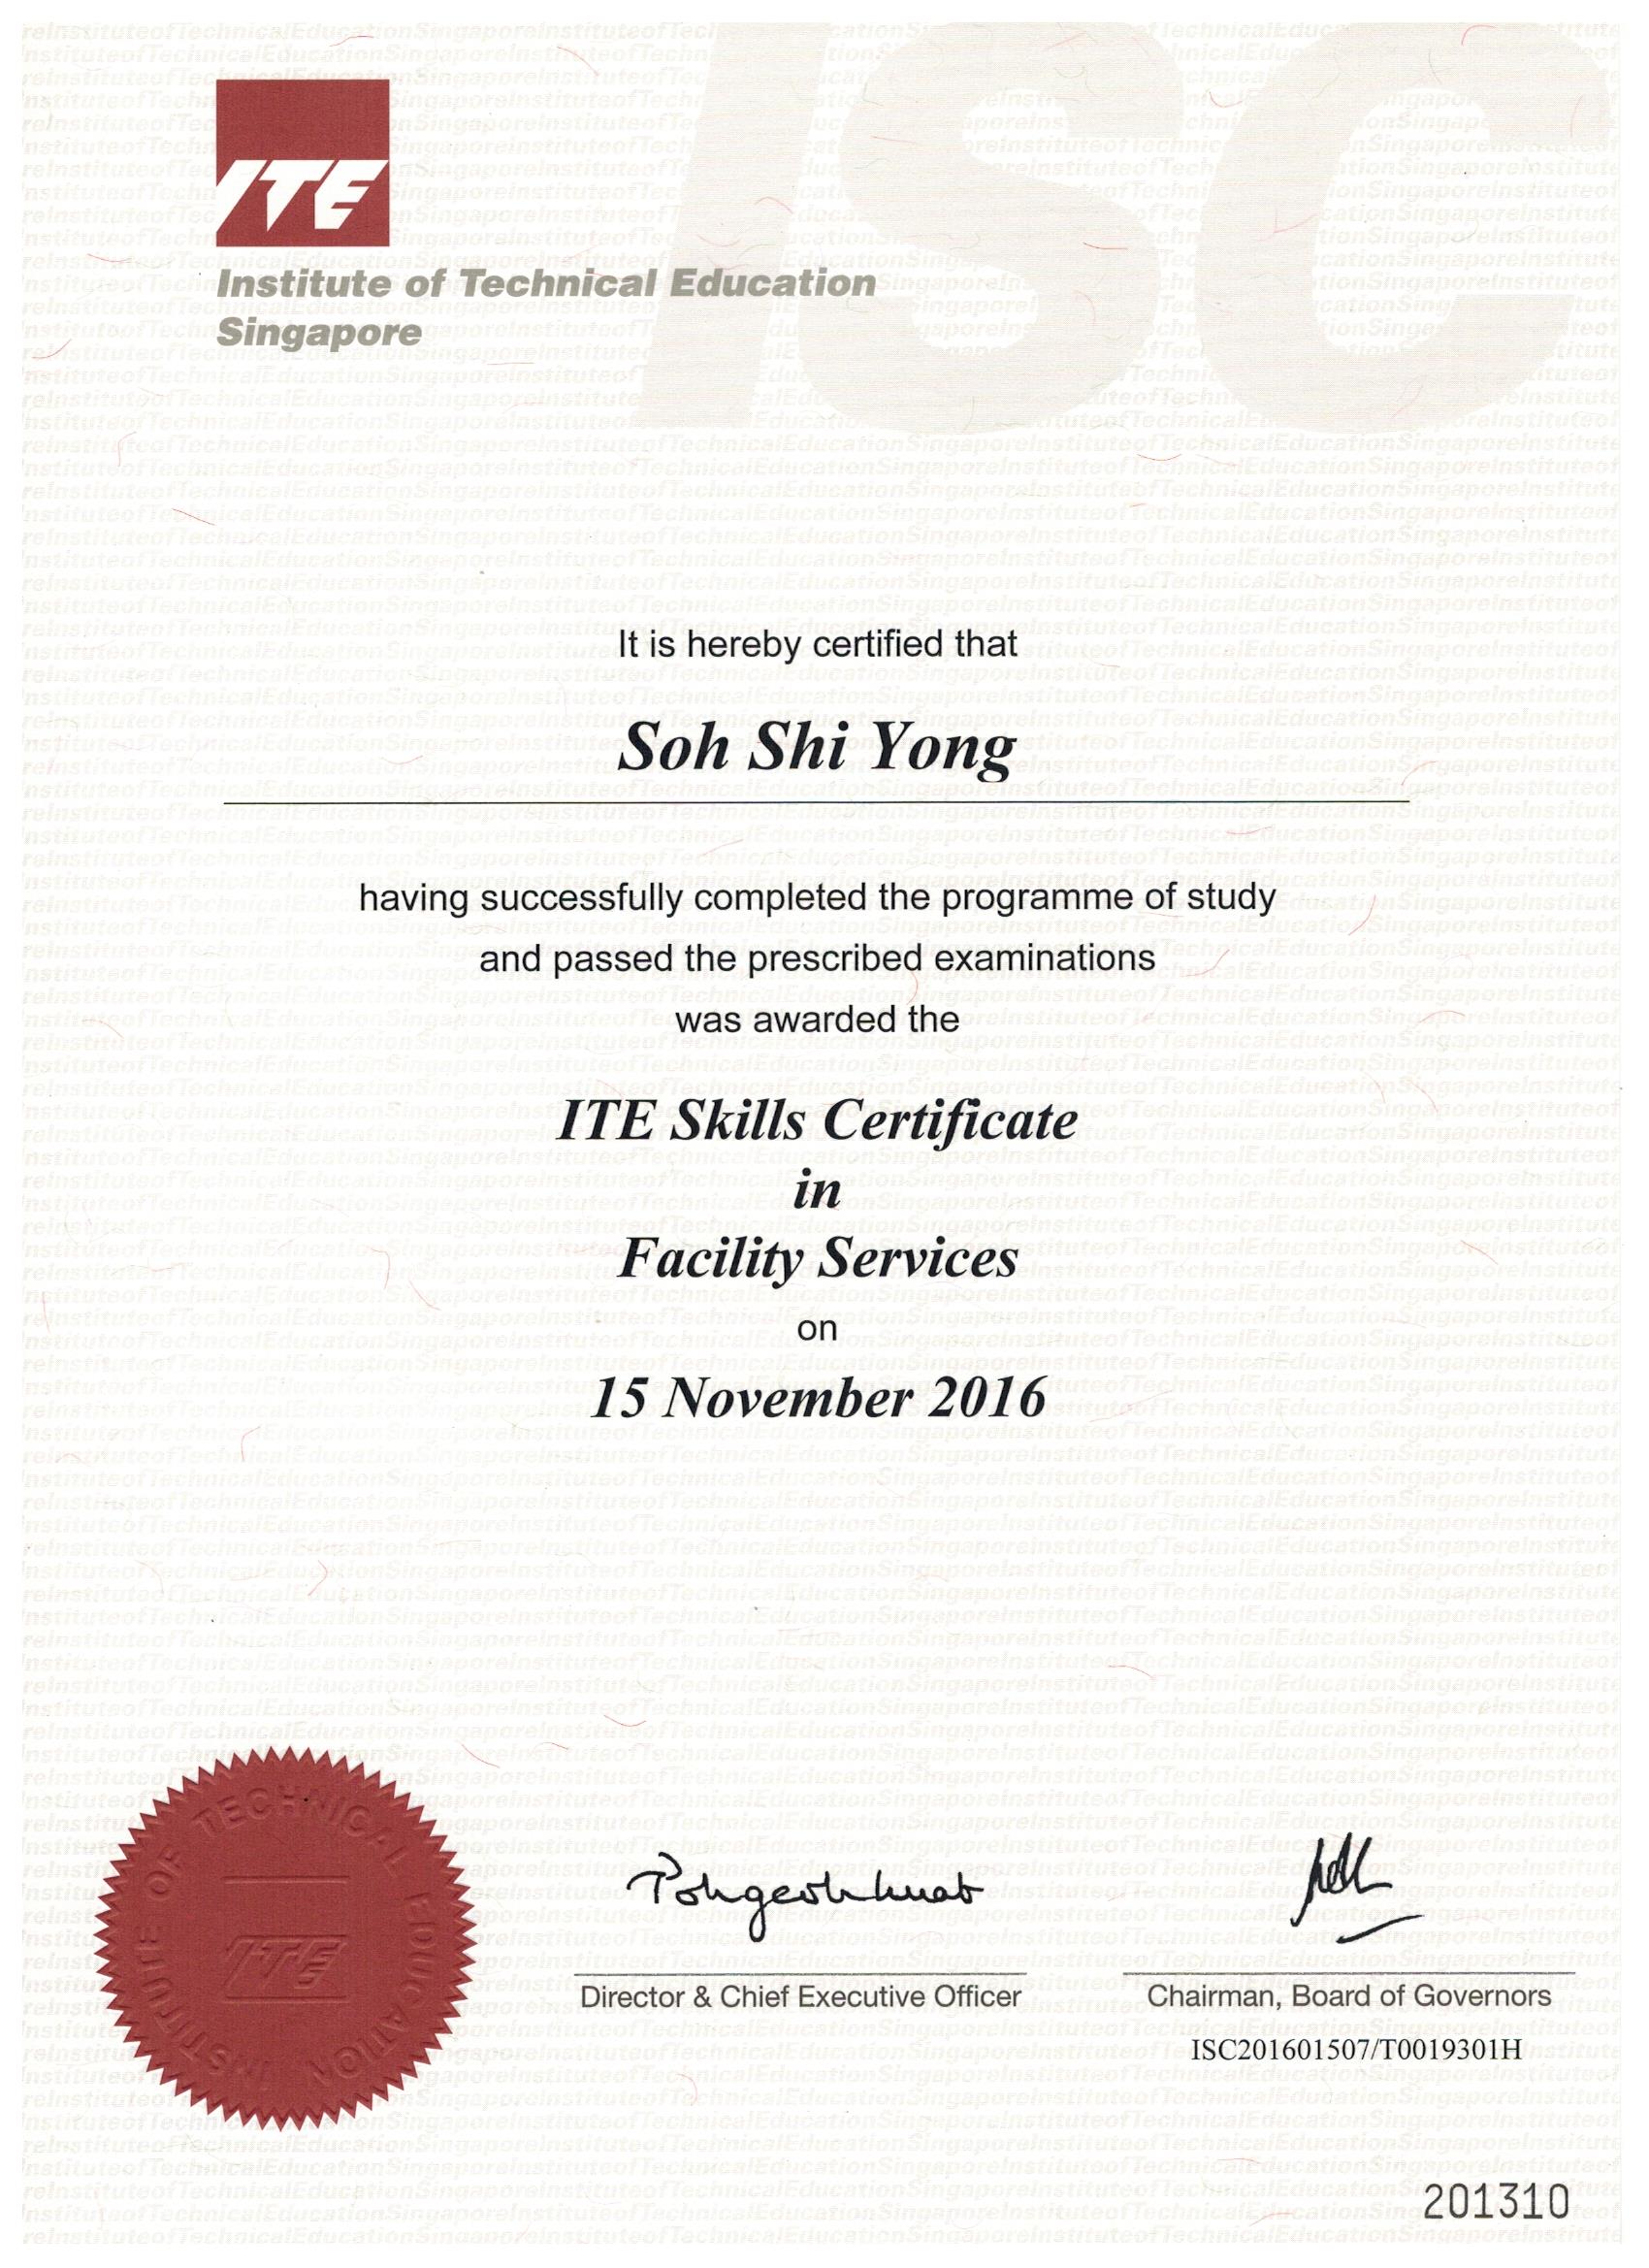 ISC
ITE
Institute of Technical Education
Singapore
It is hereby certified that
Soh Shi Yong
having successfully completed the programme of study
and passed the prescribed examinations
was awarded the
ITE Skills Certificate
in
Facility Services
on
15 November 2016
INSTITUTE OF TECHNICAL EDUCATION
ITE
Director & Chief Executive Officer
Chairman, Board of Governors
ISC201601507/T0019301H
201310